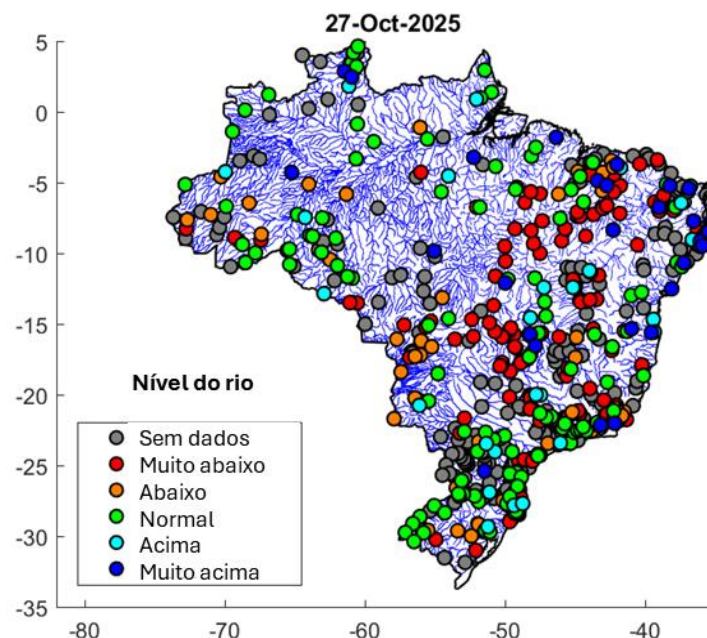 27-Oct-2025
5
0
-5
-10
-15
-20
-25
-30
-35
Nível do rio
Sem dados
Muito abaixo
Abaixo
Normal
Acima
Muito acima
-80
-70
-60
-50
-40